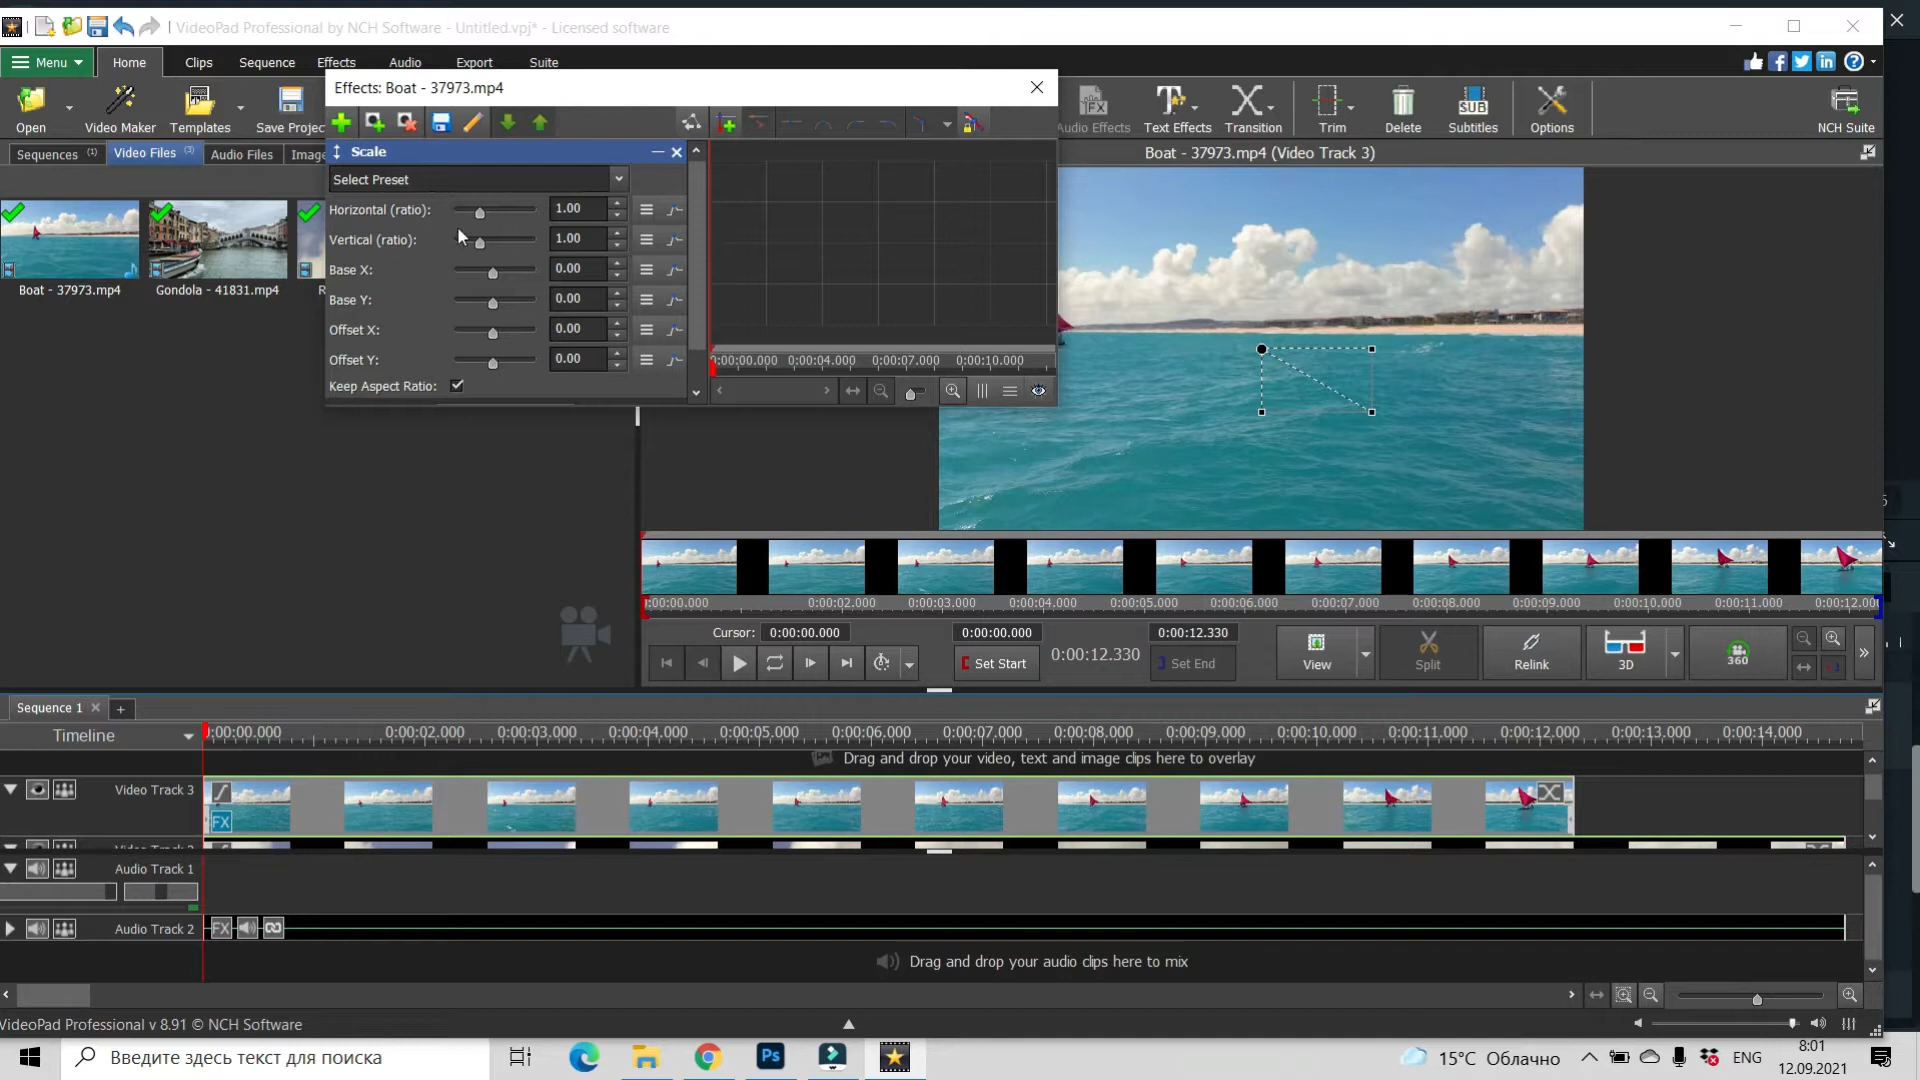 VideoPad Professional by NCH Software - Untitled.vpj* - Licensed software
Menu
Home
Clips
Sequence
Effects
Audio
Export
Suite
Effects: Boat - 37973.mp4
Open
Video Maker
Templates
Save Projec
Audio Effects
Text Effects
Transition
Trim
Delete
SUB
Subtitles
Options
NCH Suite
Sequences (1)
Video Files (3)
Audio Files
Imag
Scale
Boat - 37973.mp4 (Video Track 3)
Select Preset
Horizontal (ratio):
1.00
Vertical (ratio):
1.00
Base X:
0.00
Base Y:
0.00
Offset X:
0.00
Offset Y:
0.00
Keep Aspect Ratio:
Boat - 37973.mp4
Gondola - 41831.mp4
0:00:00.000
0:00:04.000
0:00:07.000
0:00:10.000
0:00:00.000
0:00:02.000
0:00:03.000
0:00:04.000
0:00:05.000
0:00:06.000
0:00:07.000
0:00:08.000
0:00:09.000
0:00:10.000
0:00:11.000
0:00:12.00
Cursor:
0:00:00.000
0:00:00.000
0:00:12.330
Set Start
0:00:12.330
Set End
View
Split
Relink
3D
360
Sequence 1
Timeline
0:00:00.000
0:00:02.000
0:00:03.000
0:00:04.000
0:00:05.000
0:00:06.000
0:00:07.000
0:00:08.000
0:00:09.000
0:00:10.000
0:00:11.000
0:00:12.000
0:00:13.000
0:00:14.000
Drag and drop your video, text and image clips here to overlay
Video Track 3
FX
Audio Track 1
Audio Track 2
FX
Drag and drop your audio clips here to mix
VideoPad Professional v 8.91 © NCH Software
Введите здесь текст для поиска
Ps
15°C Облачно
ENG
8:01
12.09.2021